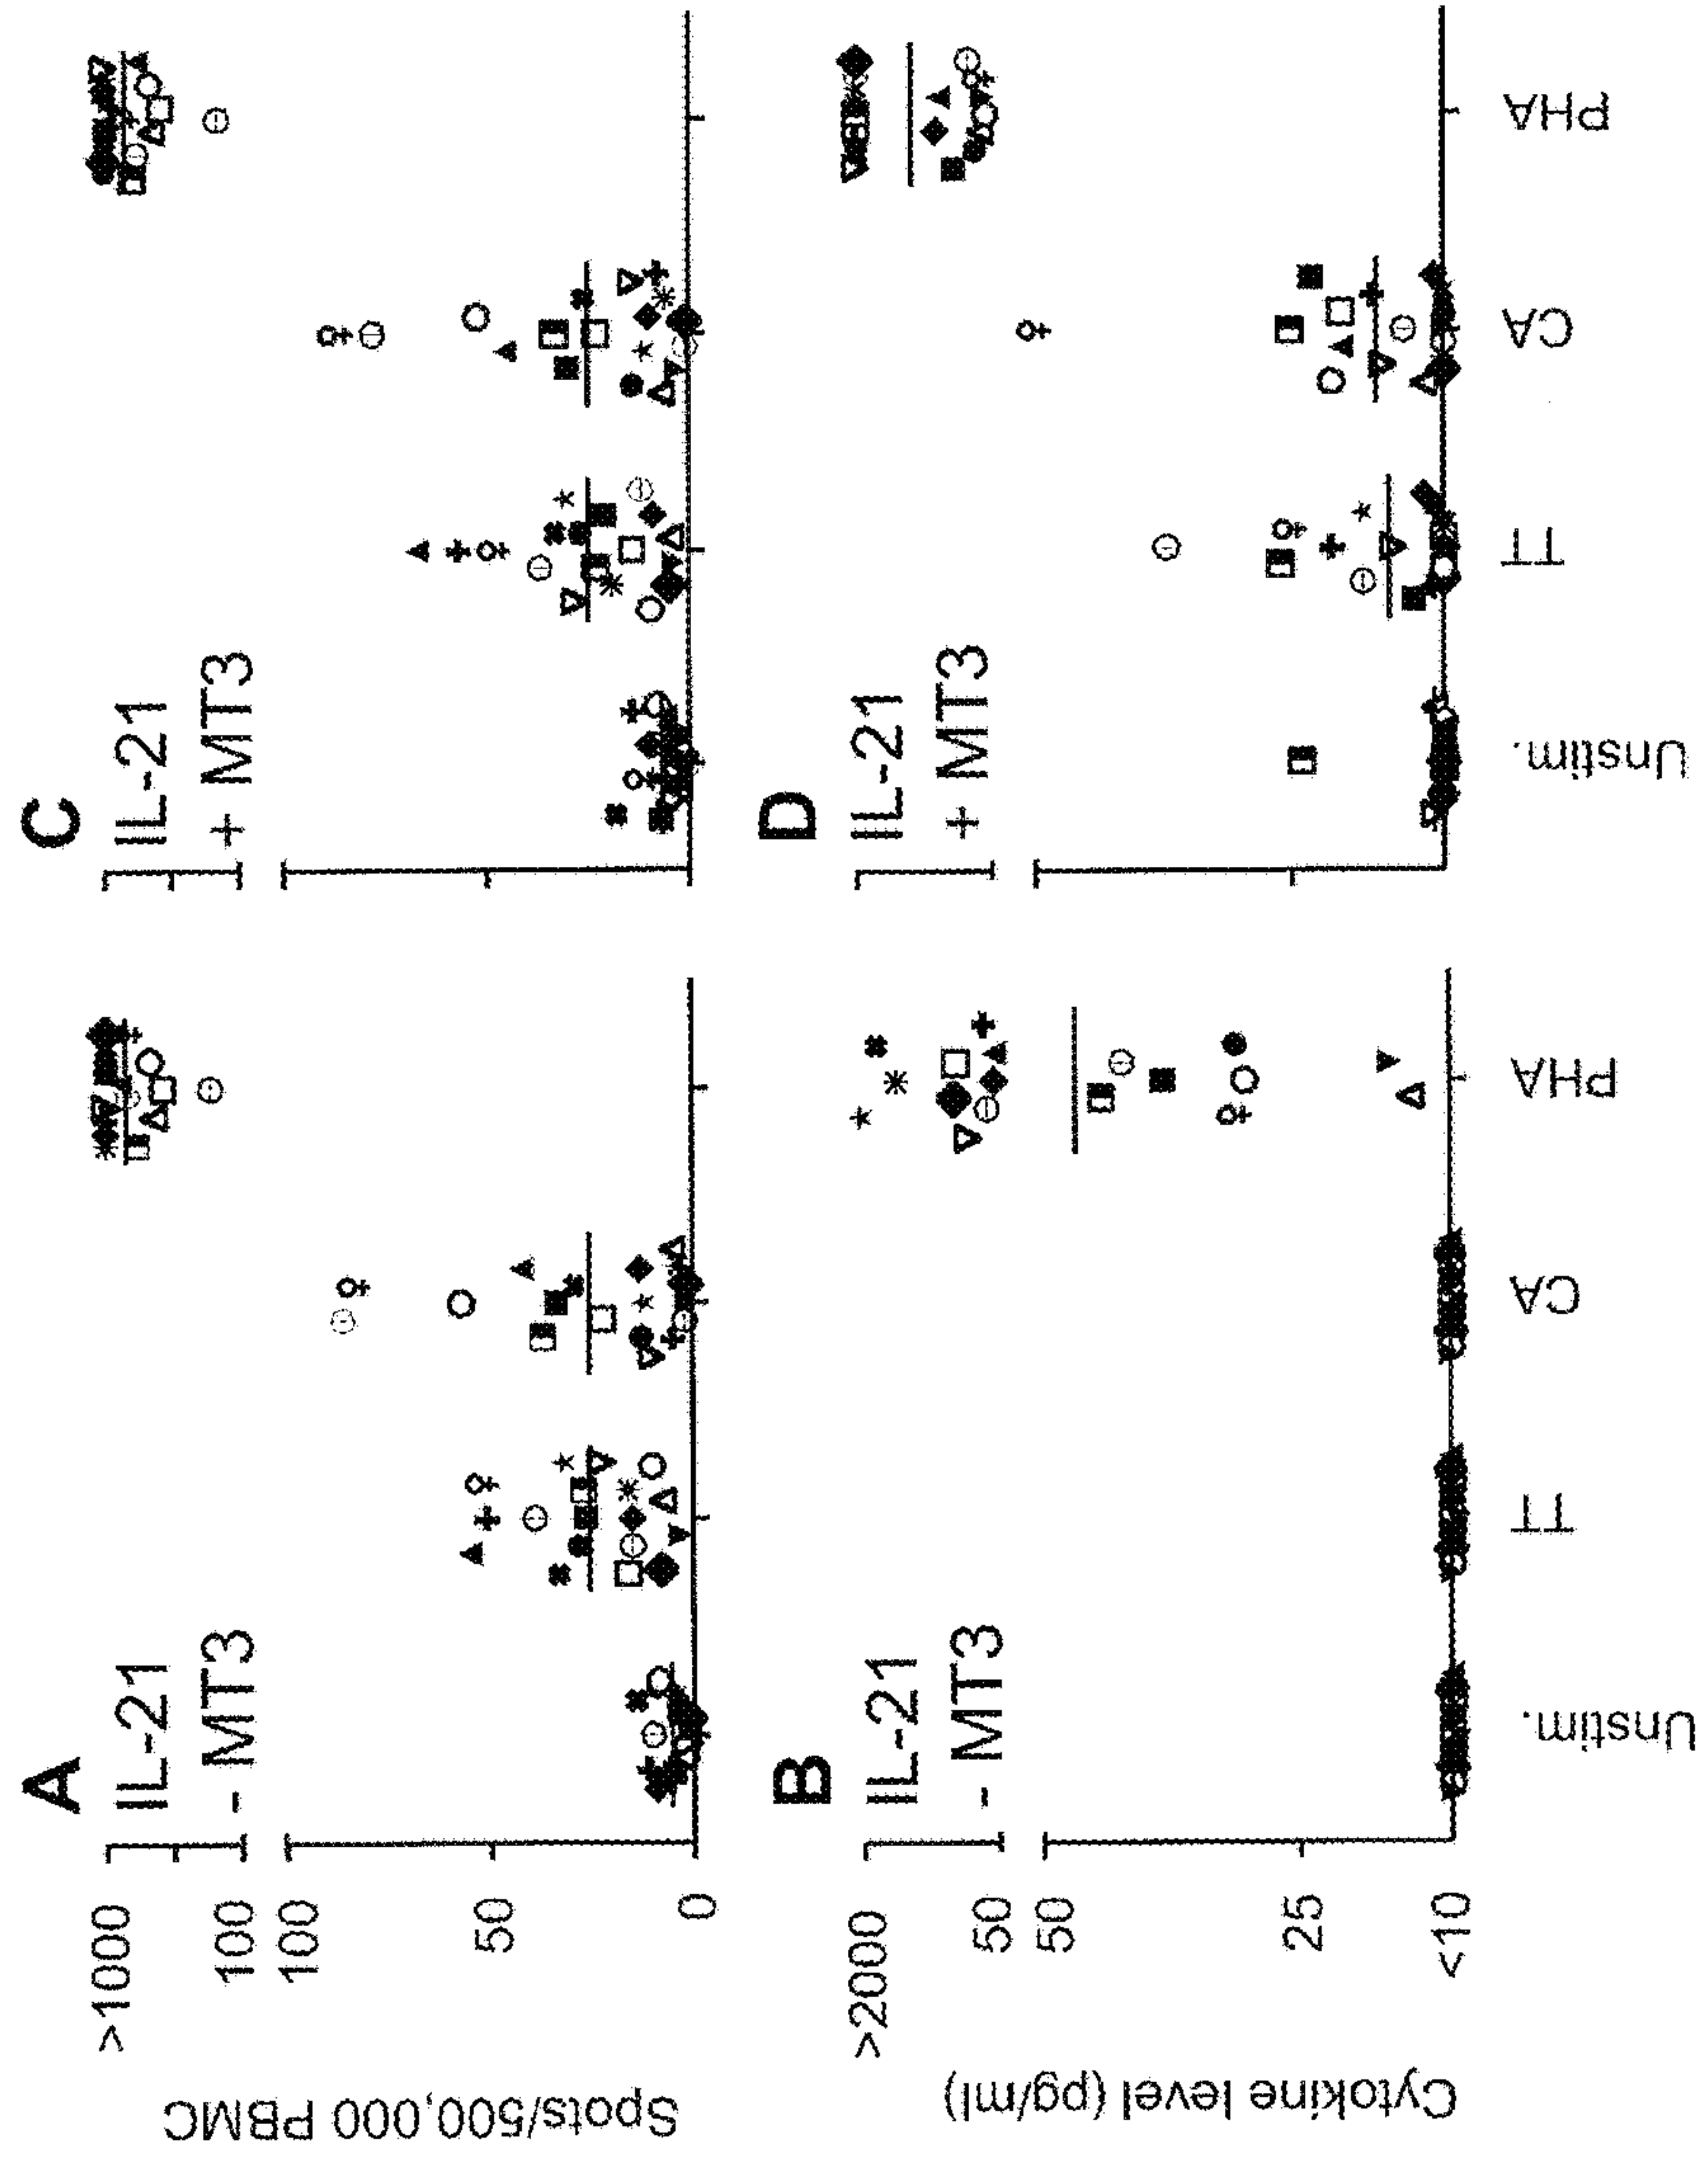 A
IL-21
- MT3
>1000
100
100
50
0
Spots/500,000 PBMC
C
IL-21
+ MT3
B
IL-21
- MT3
>2000
50
50
25
<10
Cytokine level (pg/ml)
Unstim.
TT
CA
PHA
D
IL-21
+ MT3
Unstim.
TT
CA
PHA